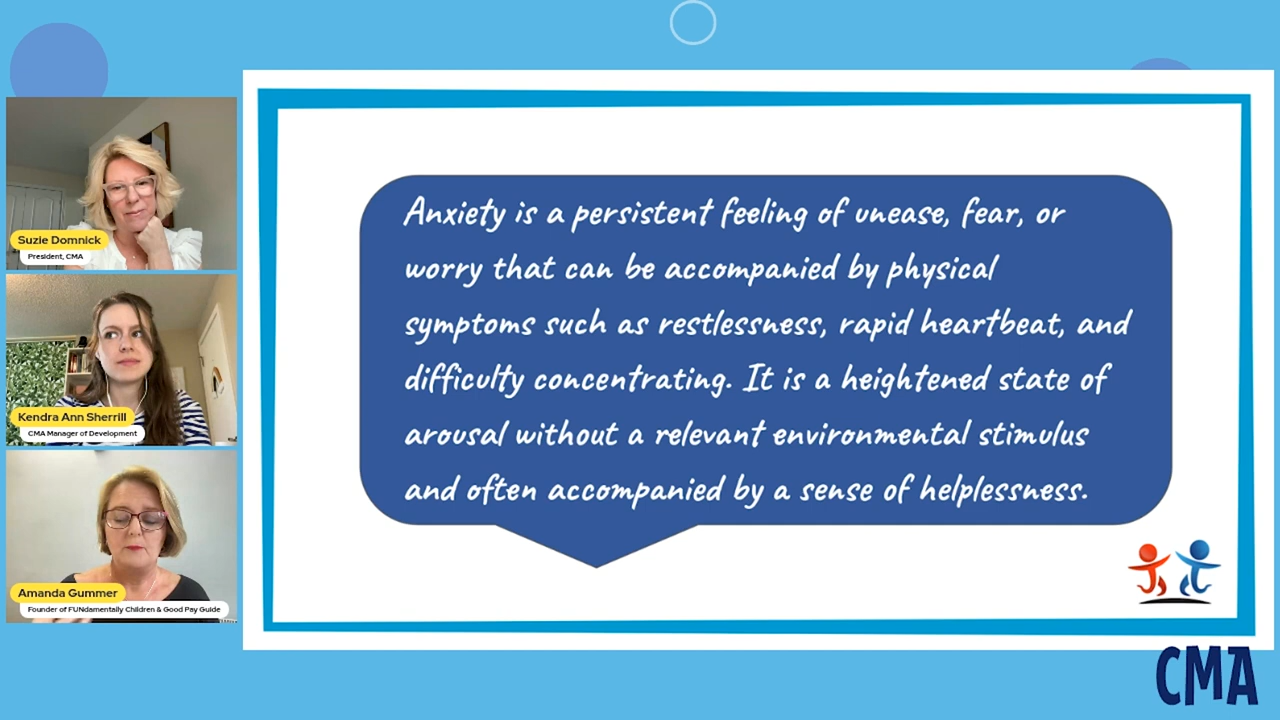 Suzie Domnick
President, CMA
Kendra Ann Sherrill
CMA Manager of Development
Amanda Gummer
Founder of FUNdamentally Children & Good Pay Guide
Anxiety is a persistent feeling of unease, fear, or
worry that can be accompanied by physical
symptoms such as restlessness, rapid heartbeat, and
difficulty concentrating. It is a heightened state of
arousal without a relevant environmental stimulus
and often accompanied by a sense of helplessness.
CMA